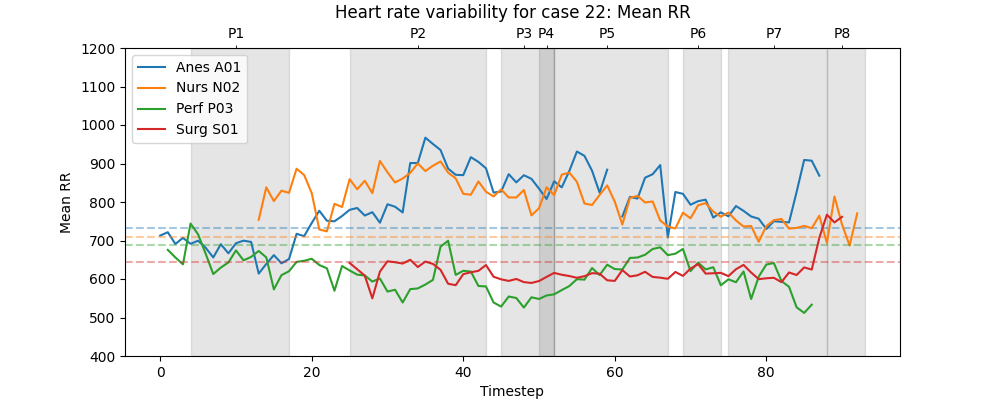 Heart rate variability for case 22: Mean RR
P1 P2 P3 P4 P5 P6 P7 P8
1200
1100
1000
900
800
700
600
500
400
Mean RR
Anes A01
Nurs N02
Perf P03
Surg S01
0 20 40 60 80
Timestep